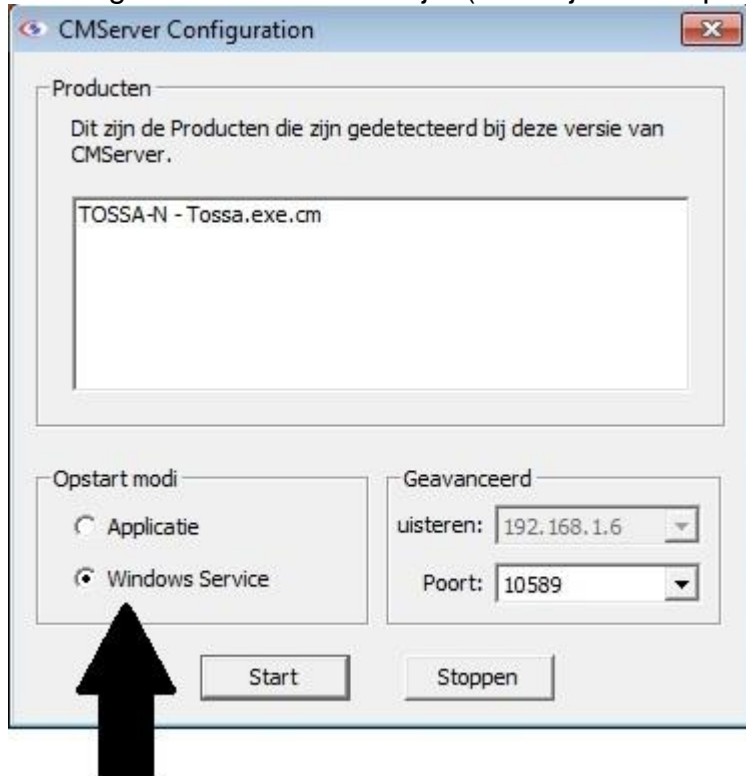 CMServer Configuration
Producten
Dit zijn de Producten die zijn gedetecteerd bij deze versie van
CMServer.
TOSSA-N - Tossa.exe.cm
Opstart modi
Applicatie
Windows Service
Geavanceerd
uisteren: 192.168.1.6
Poort: 10589
Start
Stoppen